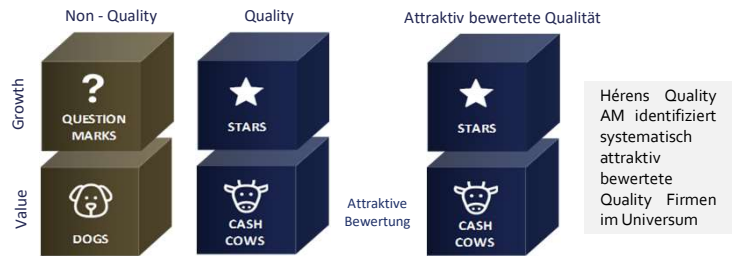 Non - Quality
Quality
Attraktiv bewertete Qualität
Growth
?
QUESTION
MARKS
STARS
STARS
Value
DOGS
CASH
COWS
Attraktive
Bewertung
CASH
COWS
Hérens Quality
AM identifiziert
systematisch
attraktiv
bewertete
Quality Firmen
im Universum